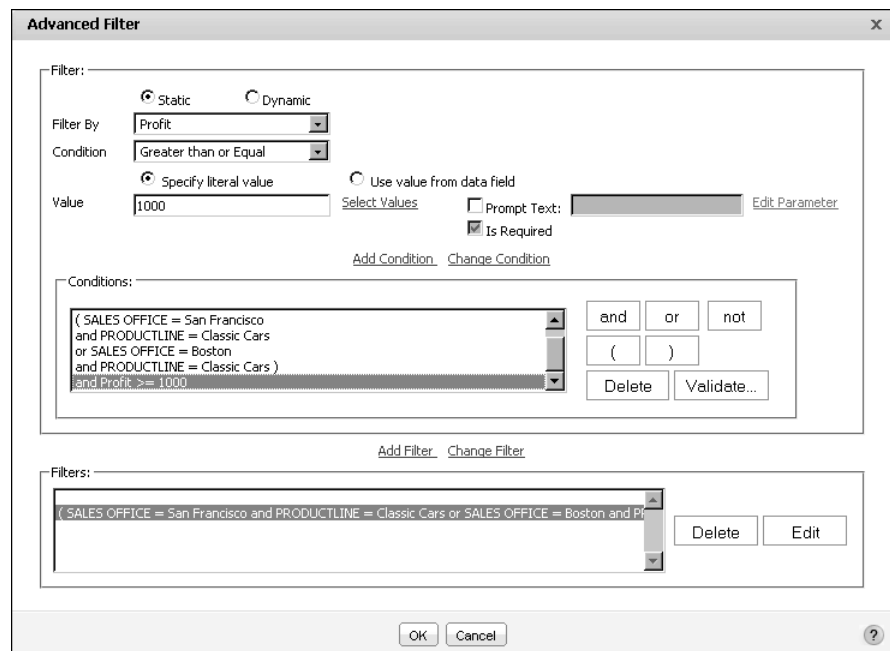 Advanced Filter x
Filter:
Static Dynamic
Filter By Profit
Condition Greater than or Equal
Specify literal value Use value from data field
Value 1000 Select Values Prompt Text: Edit Parameter
Is Required
Add Condition Change Condition
Conditions:
( SALES OFFICE = San Francisco
and PRODUCTLINE = Classic Cars
or SALES OFFICE = Boston
and PRODUCTLINE = Classic Cars )
and Profit >= 1000
and or not
( )
Delete Validate...
Add Filter Change Filter
Filters:
( SALES OFFICE = San Francisco and PRODUCTLINE = Classic Cars or SALES OFFICE = Boston and
Delete Edit
OK Cancel ?